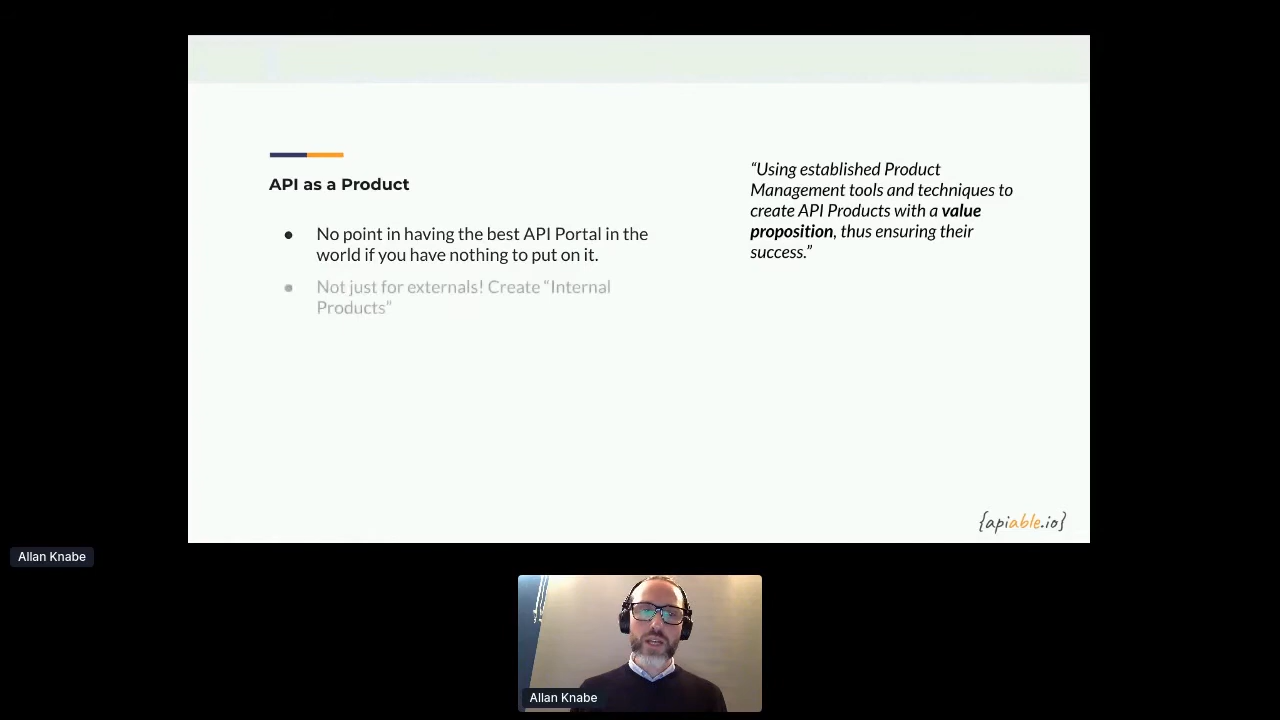 API as a Product
● No point in having the best API Portal in the
world if you have nothing to put on it.
● Not just for externals! Create “Internal
Products”
“Using established Product
Management tools and techniques to
create API Products with a value
proposition, thus ensuring their
success.”
{apiable.io}
Allan Knabe
Allan Knabe